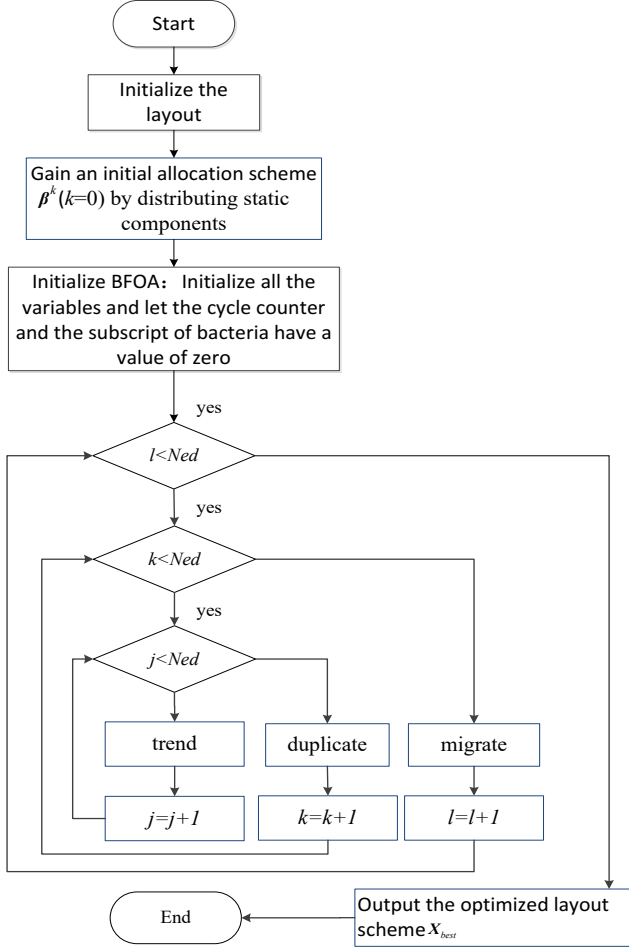 Start
Initialize the
layout
Gain an initial allocation scheme
βᵏ(k=0) by distributing static
components
Initialize BFOA：Initialize all the
variables and let the cycle counter
and the subscript of bacteria have a
value of zero
yes
l<Ned
yes
k<Ned
yes
j<Ned
trend
duplicate
migrate
j=j+1
k=k+1
l=l+1
End
Output the optimized layout
scheme X_best